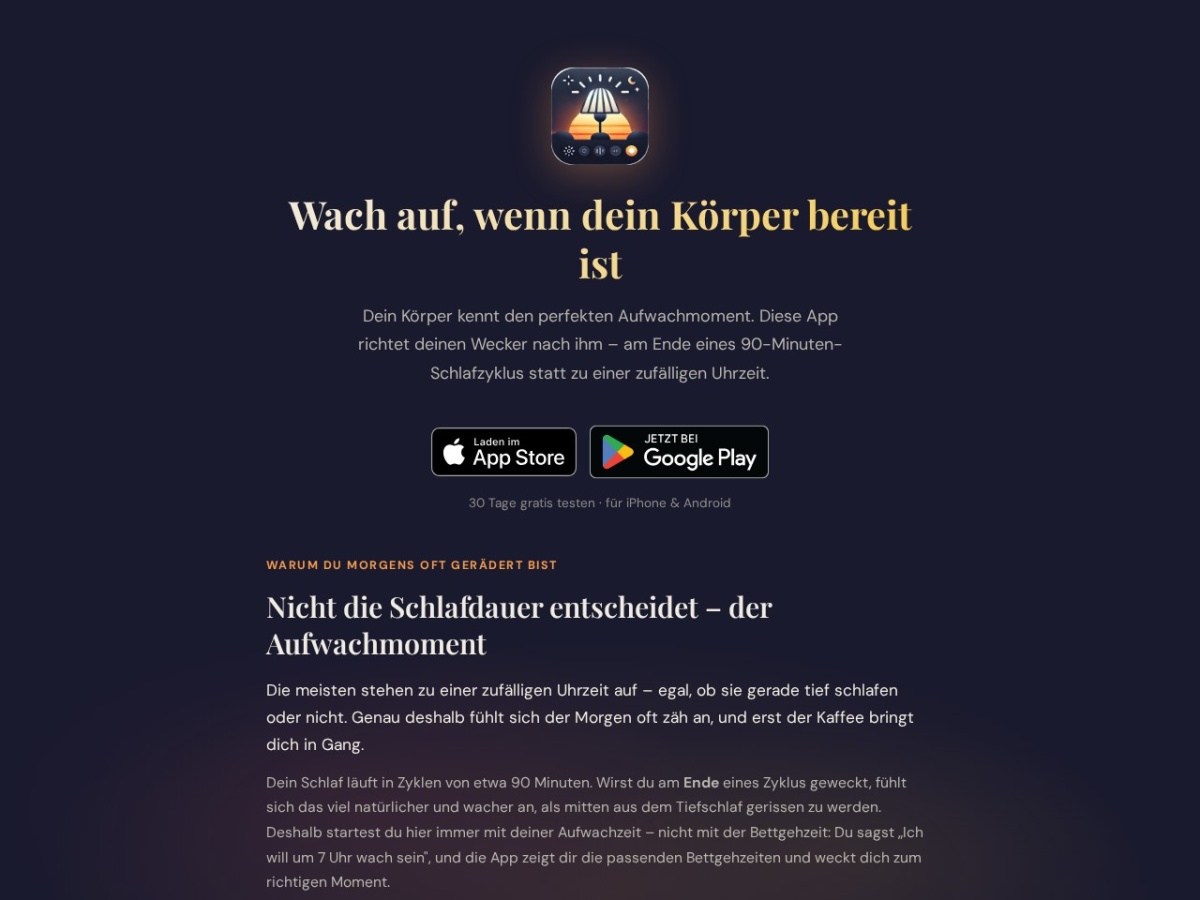 Wach auf, wenn dein Körper bereit
ist
Dein Körper kennt den perfekten Aufwachmoment. Diese App
richtet deinen Wecker nach ihm – am Ende eines 90-Minuten-
Schlafzyklus statt zu einer zufälligen Uhrzeit.
Laden im
App Store
JETZT BEI
Google Play
30 Tage gratis testen · für iPhone & Android
WARUM DU MORGENS OFT GERÄDERT BIST
Nicht die Schlafdauer entscheidet – der
Aufwachmoment
Die meisten stehen zu einer zufälligen Uhrzeit auf – egal, ob sie gerade tief schlafen
oder nicht. Genau deshalb fühlt sich der Morgen oft zäh an, und erst der Kaffee bringt
dich in Gang.
Dein Schlaf läuft in Zyklen von etwa 90 Minuten. Wirst du am Ende eines Zyklus geweckt, fühlt
sich das viel natürlicher und wacher an, als mitten aus dem Tiefschlaf gerissen zu werden.
Deshalb startest du hier immer mit deiner Aufwachzeit – nicht mit der Bettgehzeit: Du sagst „Ich
will um 7 Uhr wach sein", und die App zeigt dir die passenden Bettgehzeiten und weckt dich zum
richtigen Moment.